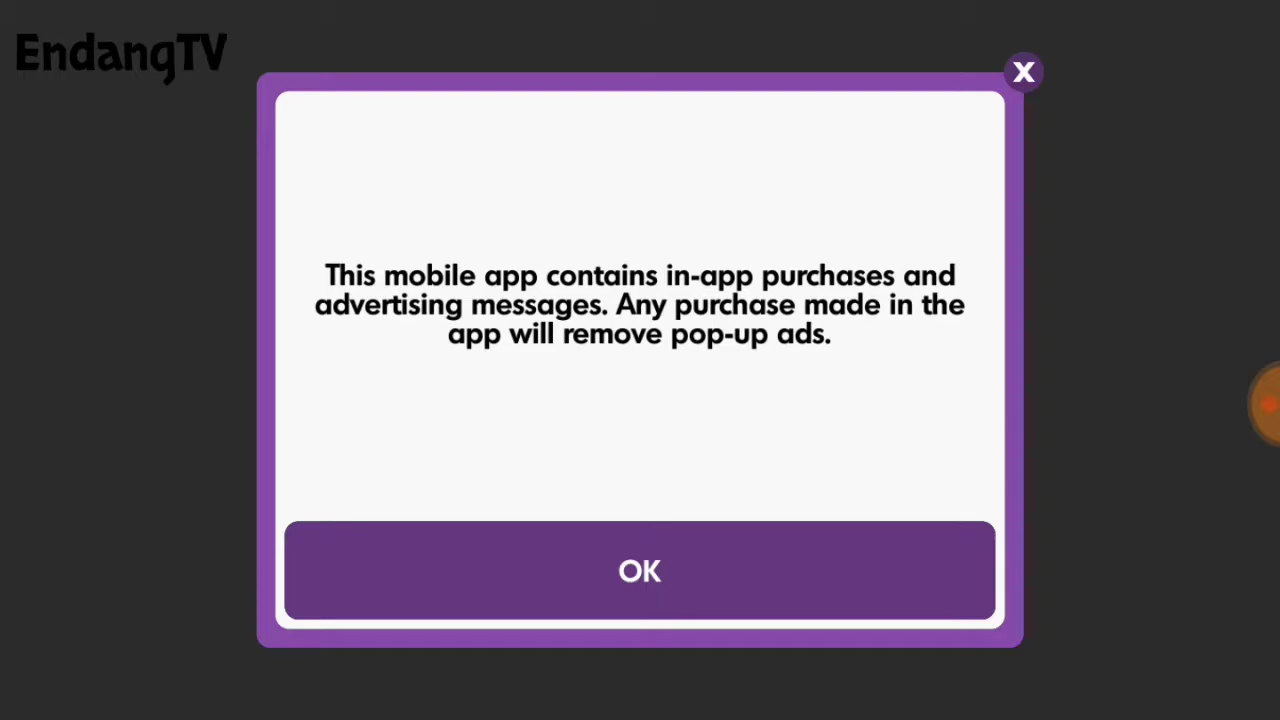 EndangTV
X
This mobile app contains in-app purchases and
advertising messages. Any purchase made in the
app will remove pop-up ads.
OK